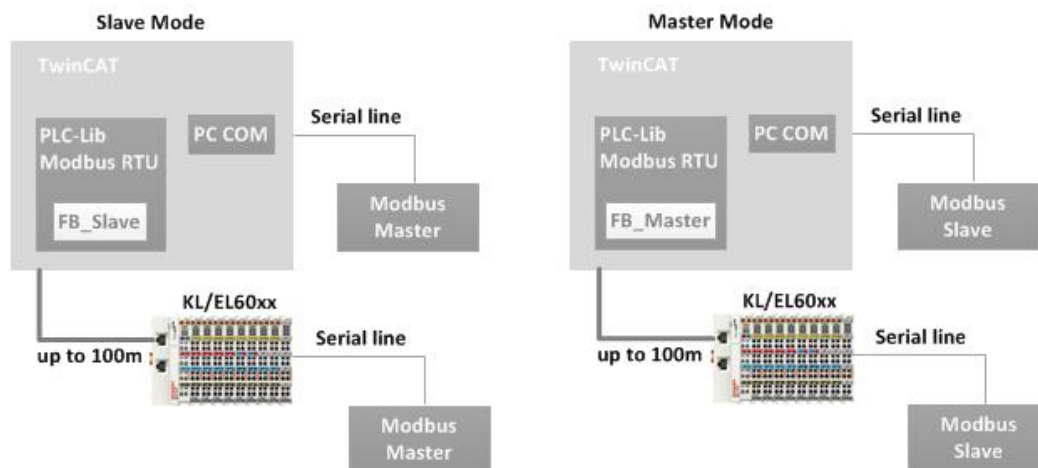 Slave Mode
TwinCAT
PLC-Lib
Modbus RTU
FB_Slave
PC COM
Serial line
Modbus
Master
KL/EL60xx
up to 100m
Serial line
Modbus
Master
Master Mode
TwinCAT
PLC-Lib
Modbus RTU
FB_Master
PC COM
Serial line
Modbus
Slave
KL/EL60xx
up to 100m
Serial line
Modbus
Slave